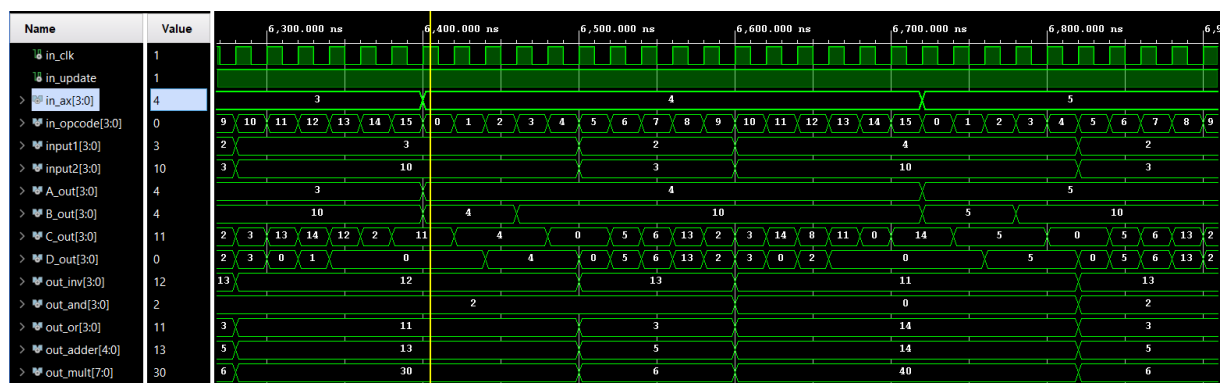 Name Value 6,300.000 ns 6,400.000 ns 6,500.000 ns 6,600.000 ns 6,700.000 ns 6,800.000 ns 6,9
in_clk 1
in_update 1
in_ax[3:0] 4 3 4 5
in_opcode[3:0] 0 9 10 11 12 13 14 15 0 1 2 3 4 5 6 7 8 9 10 11 12 13 14 15 0 1 2 3 4 5 6 7 8 9
input1[3:0] 3 2 3 2 4 2
input2[3:0] 10 3 10 3 10 3
A_out[3:0] 4 3 4 5
B_out[3:0] 4 10 4 10 5 10
C_out[3:0] 11 2 3 13 14 12 2 11 4 0 5 6 13 2 3 14 8 11 0 14 5 0 5 6 13 2
D_out[3:0] 0 2 3 0 1 0 4 0 5 6 13 2 3 0 2 0 5 0 5 6 13 2
out_inv[3:0] 12 13 12 13 11 13
out_and[3:0] 2 2 0 2
out_or[3:0] 11 3 11 3 14 3
out_adder[4:0] 13 5 13 5 14 5
out_mult[7:0] 30 6 30 6 40 6